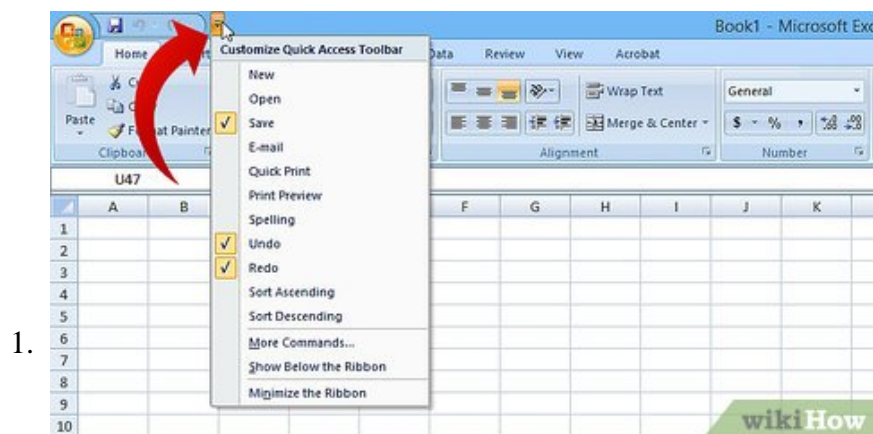 Book1 - Microsoft Exc
Home
Data Review View Acrobat
Customize Quick Access Toolbar
New
Open
Save
E-mail
Quick Print
Print Preview
Spelling
Undo
Redo
Sort Ascending
Sort Descending
More Commands...
Show Below the Ribbon
Minimize the Ribbon
Paste
at Painter
Clipboar
Wrap Text
Merge & Center
Alignment
General
$ % ,
Number
U47
A B F G H I J K
1
2
3
4
5
6
7
8
9
10
1.
wikiHow